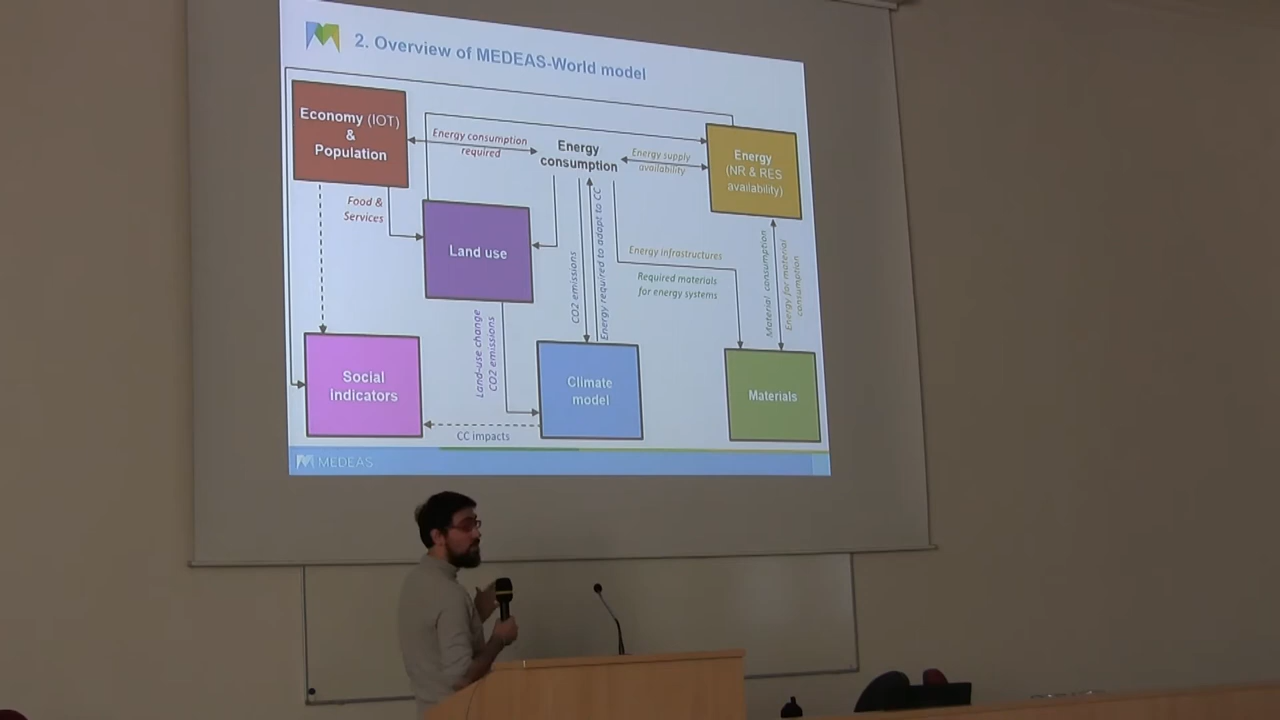 2. Overview of MEDEAS-World model
Economy (IOT)
&
Population
Energy consumption
required
Energy
consumption
Energy supply
availability
Energy
(NR & RES
availability)
Food &
Services
Land use
CO2 emissions
Energy required to adapt to CC
Energy infrastructures
Required materials
for energy systems
Material consumption
Energy for material
consumption
Land-use change
CO2 emissions
Social
Indicators
Climate
model
Materials
CC impacts
MEDEAS